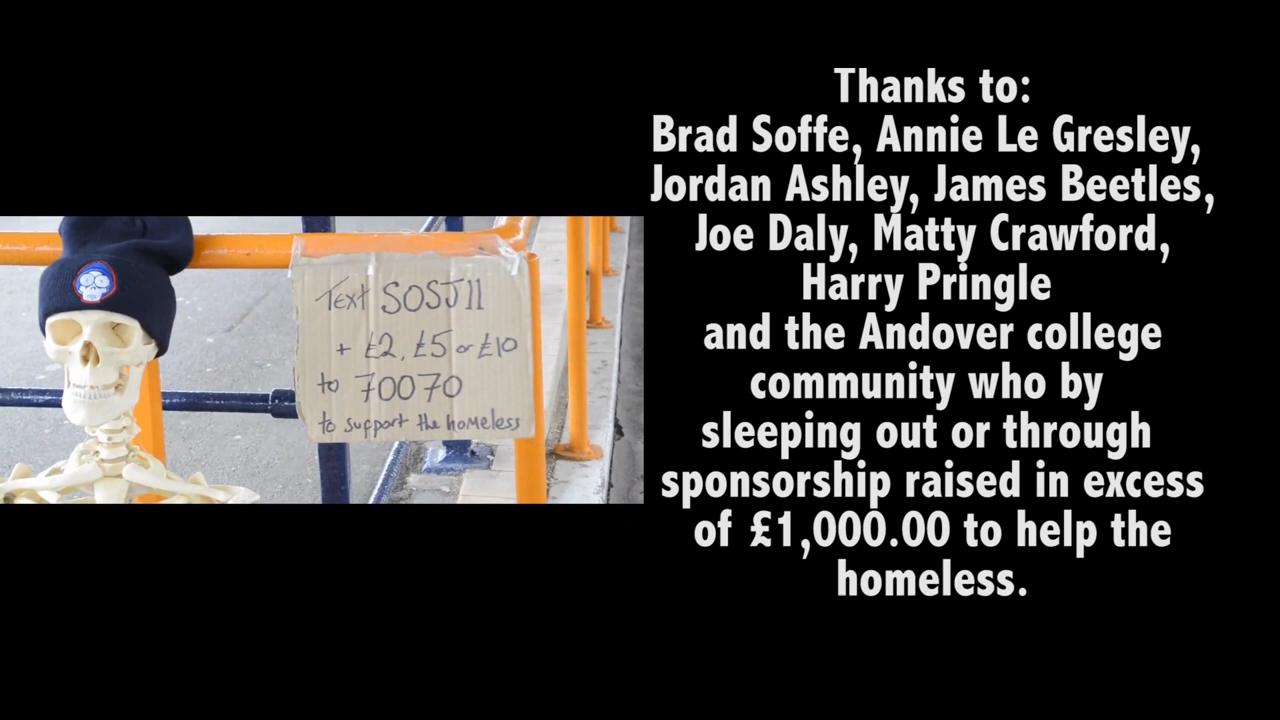 Text SOSJ11
+ £2, £5 or £10
to 70070
to support the homeless
Thanks to:
Brad Soffe, Annie Le Gresley,
Jordan Ashley, James Beetles,
Joe Daly, Matty Crawford,
Harry Pringle
and the Andover college
community who by
sleeping out or through
sponsorship raised in excess
of £1,000.00 to help the
homeless.